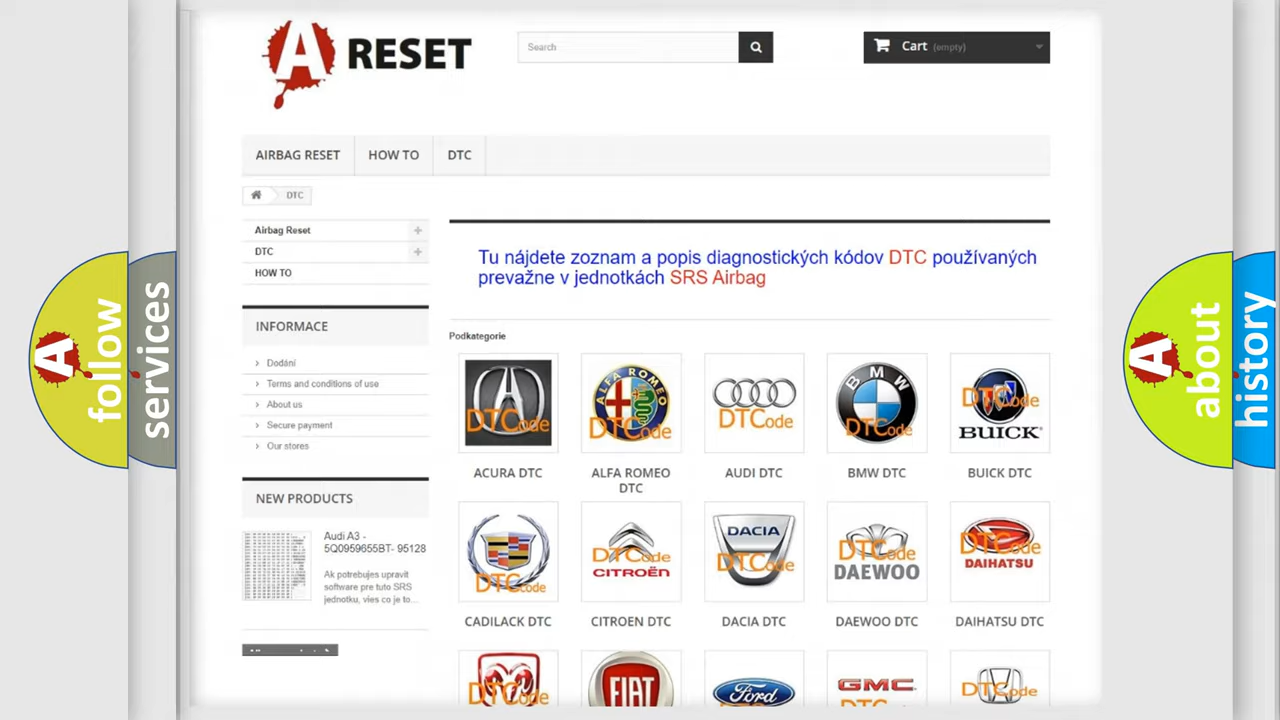 A RESET
Search
Cart (empty)
AIRBAG RESET
HOW TO
DTC
DTC
Airbag Reset
DTC
HOW TO
Tu nájdete zoznam a popis diagnostických kódov DTC používaných
prevažne v jednotkách SRS Airbag
INFORMACE
Dodání
Terms and conditions of use
About us
Secure payment
Our stores
NEW PRODUCTS
Audi A3 -
5Q0959655BT- 95128
Ak potrebujes upravit
software pre tuto SRS
jednotku, vies co je to...
Podkategorie
DTCode
ALFA ROMEO
DTCode
DTCode
BMW
DTCode
DTCode
BUICK
ACURA DTC
ALFA ROMEO
DTC
AUDI DTC
BMW DTC
BUICK DTC
DTCode
DTCode
CITROËN
DACIA
DTCode
DTCode
DAEWOO
DTCode
DAIHATSU
CADILACK DTC
CITROEN DTC
DACIA DTC
DAEWOO DTC
DAIHATSU DTC
DTCode
FIAT
Ford
GMC
DTCode
A follow
services
A about
history